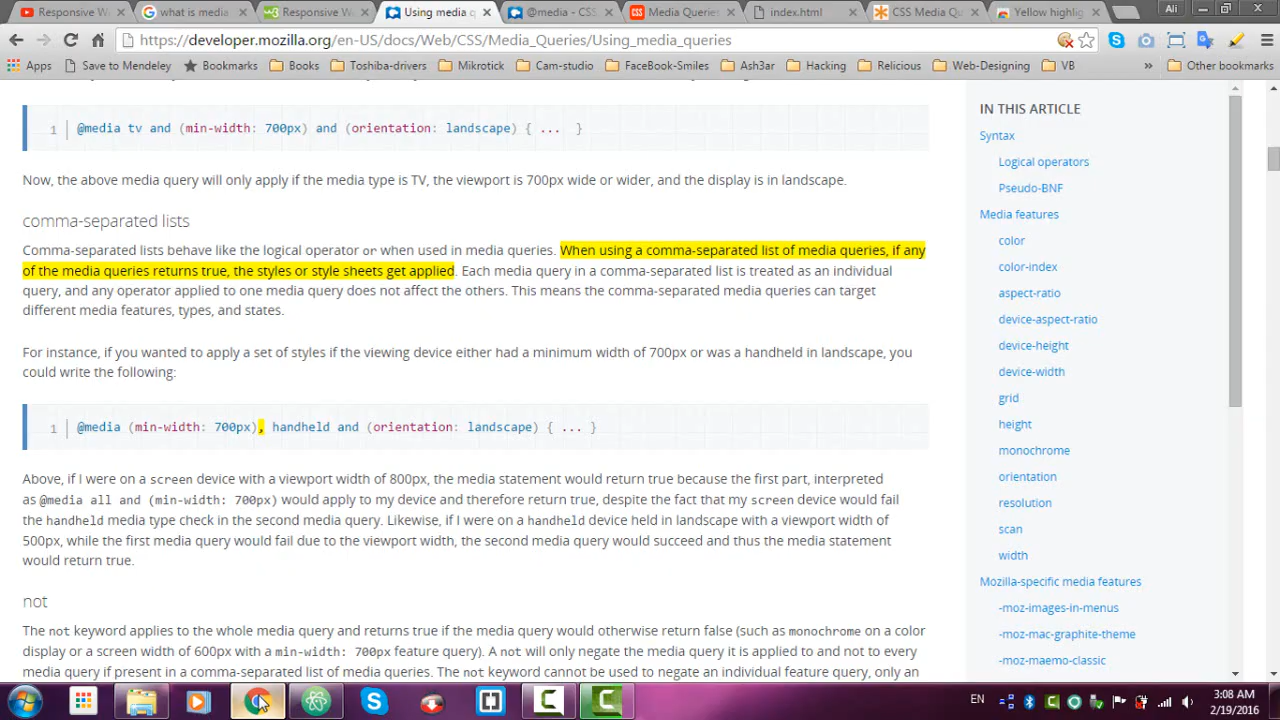 Responsive W
what is media
Responsive W
Using media q
@media - CSS
Media Queries
index.html
CSS Media Qu
Yellow highlig
Ali
https://developer.mozilla.org/en-US/docs/Web/CSS/Media_Queries/Using_media_queries
Apps
Save to Mendeley
Bookmarks
Books
Toshiba-drivers
Mikrotick
Cam-studio
FaceBook-Smiles
Ash3ar
Hacking
Relicious
Web-Designing
VB
»
Other bookmarks
1 @media tv and (min-width: 700px) and (orientation: landscape) { ... }
Now, the above media query will only apply if the media type is TV, the viewport is 700px wide or wider, and the display is in landscape.
comma-separated lists
Comma-separated lists behave like the logical operator or when used in media queries. When using a comma-separated list of media queries, if any
of the media queries returns true, the styles or style sheets get applied. Each media query in a comma-separated list is treated as an individual
query, and any operator applied to one media query does not affect the others. This means the comma-separated media queries can target
different media features, types, and states.
For instance, if you wanted to apply a set of styles if the viewing device either had a minimum width of 700px or was a handheld in landscape, you
could write the following:
1 @media (min-width: 700px), handheld and (orientation: landscape) { ... }
Above, if I were on a screen device with a viewport width of 800px, the media statement would return true because the first part, interpreted
as @media all and (min-width: 700px) would apply to my device and therefore return true, despite the fact that my screen device would fail
the handheld media type check in the second media query. Likewise, if I were on a handheld device held in landscape with a viewport width of
500px, while the first media query would fail due to the viewport width, the second media query would succeed and thus the media statement
would return true.
not
The not keyword applies to the whole media query and returns true if the media query would otherwise return false (such as monochrome on a color
display or a screen width of 600px with a min-width: 700px feature query). A not will only negate the media query it is applied to and not to every
media query if present in a comma-separated list of media queries. The not keyword cannot be used to negate an individual feature query, only an
IN THIS ARTICLE
Syntax
Logical operators
Pseudo-BNF
Media features
color
color-index
aspect-ratio
device-aspect-ratio
device-height
device-width
grid
height
monochrome
orientation
resolution
scan
width
Mozilla-specific media features
-moz-images-in-menus
-moz-mac-graphite-theme
-moz-maemo-classic
EN
3:08 AM
2/19/2016